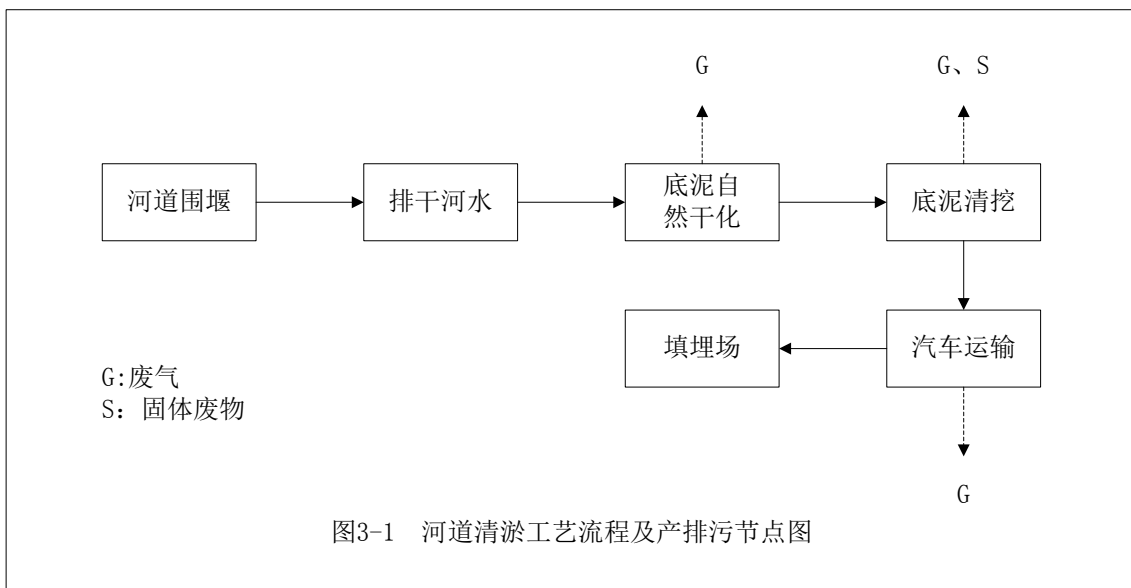 G
G、S
河道围堰
排干河水
底泥自
然干化
底泥清挖
填埋场
汽车运输
G:废气
S：固体废物
G
图3-1 河道清淤工艺流程及产排污节点图